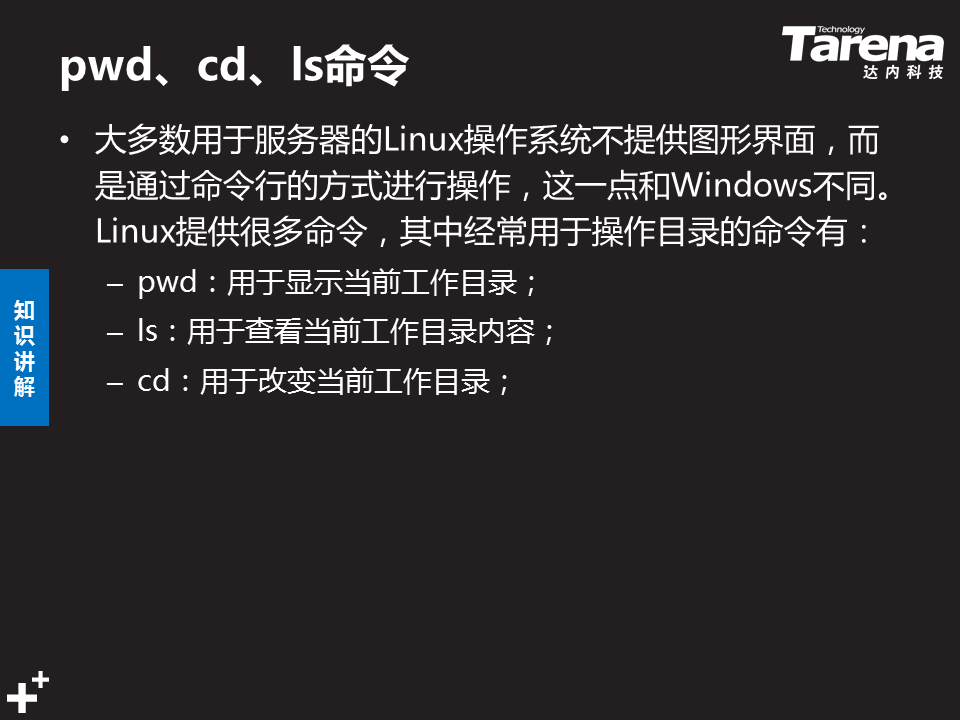 pwd、cd、ls命令
Technology
Tarena
达内科技
• 大多数用于服务器的Linux操作系统不提供图形界面，而
是通过命令行的方式进行操作，这一点和Windows不同。
Linux提供很多命令，其中经常用于操作目录的命令有：
– pwd：用于显示当前工作目录；
– ls：用于查看当前工作目录内容；
– cd：用于改变当前工作目录；
知
识
讲
解